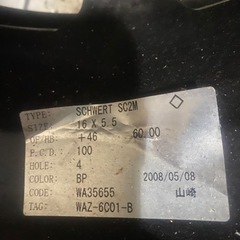 TYPE: SCHWERT SC2M
SIZE: 16 X 5.5
OF/HB: +46 60.00
P.C.D: 100
HOLE: 4
COLOR: BP 2008/05/08
CODE: WA35655 山崎
TAG: WAZ-6C01-B